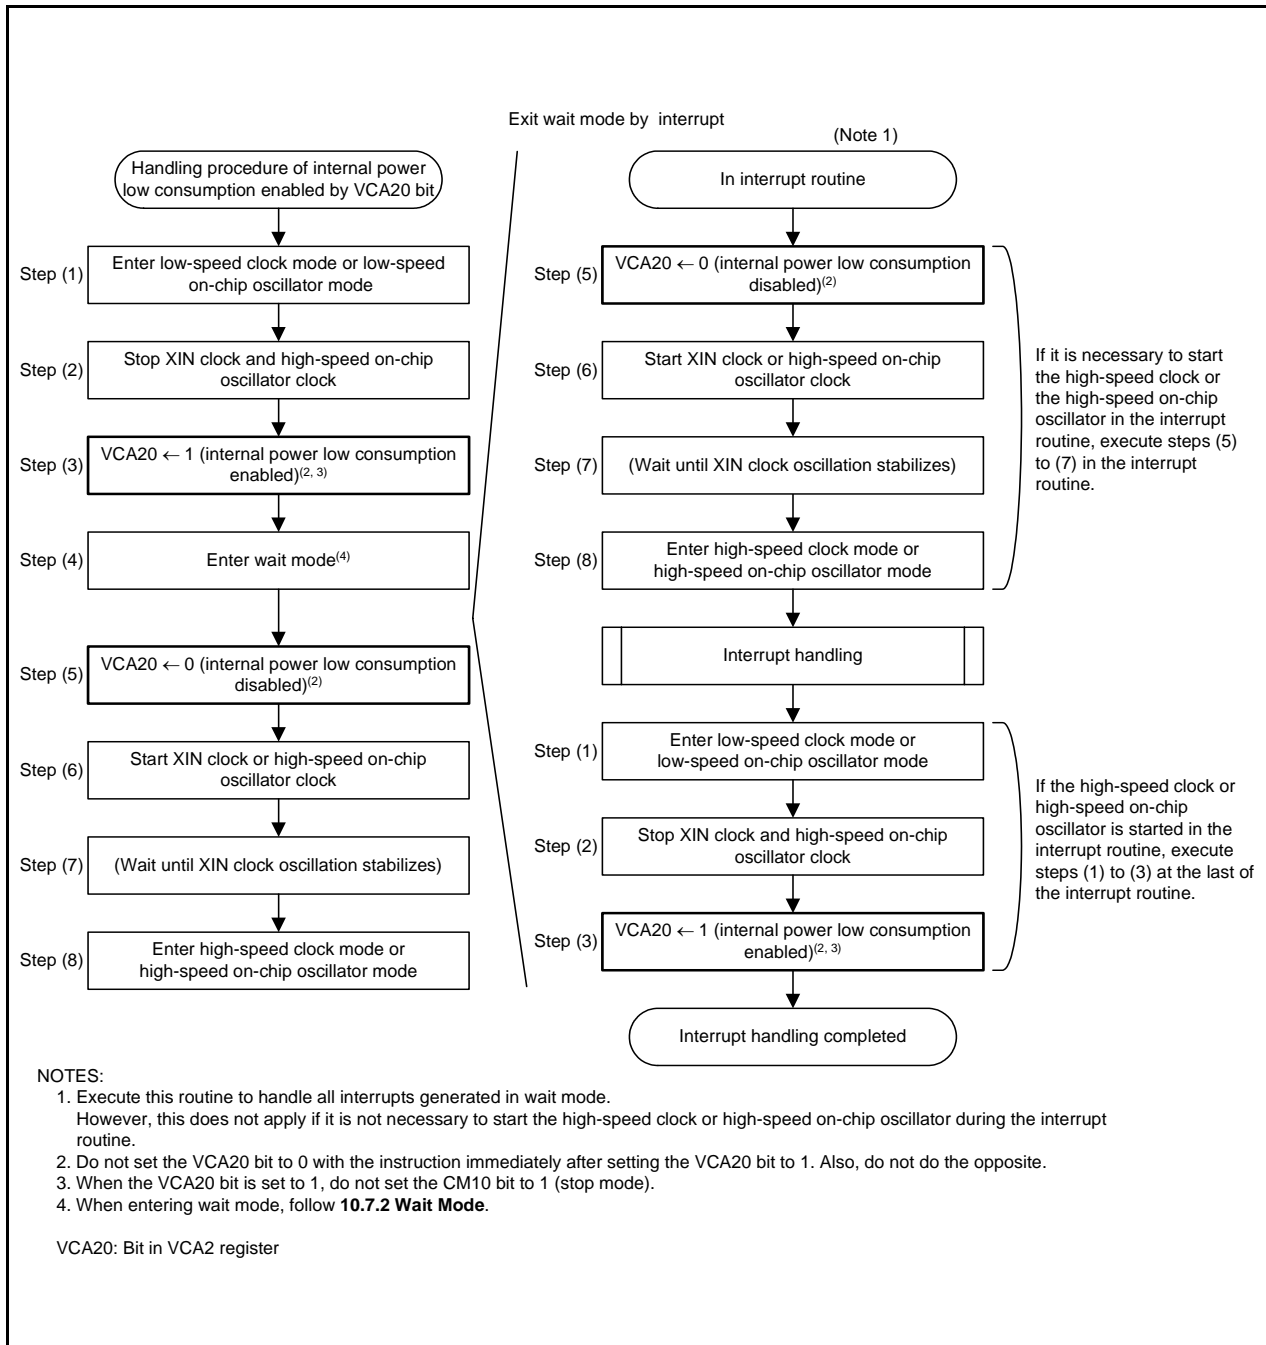 Exit wait mode by interrupt
(Note 1)
Handling procedure of internal power
low consumption enabled by VCA20 bit
Step (1)
Enter low-speed clock mode or low-speed
on-chip oscillator mode
Step (2)
Stop XIN clock and high-speed on-chip
oscillator clock
Step (3)
VCA20 ← 1 (internal power low consumption
enabled)(2, 3)
Step (4)
Enter wait mode(4)
Step (5)
VCA20 ← 0 (internal power low consumption
disabled)(2)
Step (6)
Start XIN clock or high-speed on-chip
oscillator clock
Step (7)
(Wait until XIN clock oscillation stabilizes)
Step (8)
Enter high-speed clock mode or
high-speed on-chip oscillator mode
In interrupt routine
Step (5)
VCA20 ← 0 (internal power low consumption
disabled)(2)
Step (6)
Start XIN clock or high-speed on-chip
oscillator clock
Step (7)
(Wait until XIN clock oscillation stabilizes)
Step (8)
Enter high-speed clock mode or
high-speed on-chip oscillator mode
If it is necessary to start
the high-speed clock or
the high-speed on-chip
oscillator in the interrupt
routine, execute steps (5)
to (7) in the interrupt
routine.
Interrupt handling
Step (1)
Enter low-speed clock mode or
low-speed on-chip oscillator mode
Step (2)
Stop XIN clock and high-speed on-chip
oscillator clock
Step (3)
VCA20 ← 1 (internal power low consumption
enabled)(2, 3)
If the high-speed clock or
high-speed on-chip
oscillator is started in the
interrupt routine, execute
steps (1) to (3) at the last of
the interrupt routine.
Interrupt handling completed
NOTES:
1. Execute this routine to handle all interrupts generated in wait mode.
However, this does not apply if it is not necessary to start the high-speed clock or high-speed on-chip oscillator during the interrupt
routine.
2. Do not set the VCA20 bit to 0 with the instruction immediately after setting the VCA20 bit to 1. Also, do not do the opposite.
3. When the VCA20 bit is set to 1, do not set the CM10 bit to 1 (stop mode).
4. When entering wait mode, follow 10.7.2 Wait Mode.
VCA20: Bit in VCA2 register